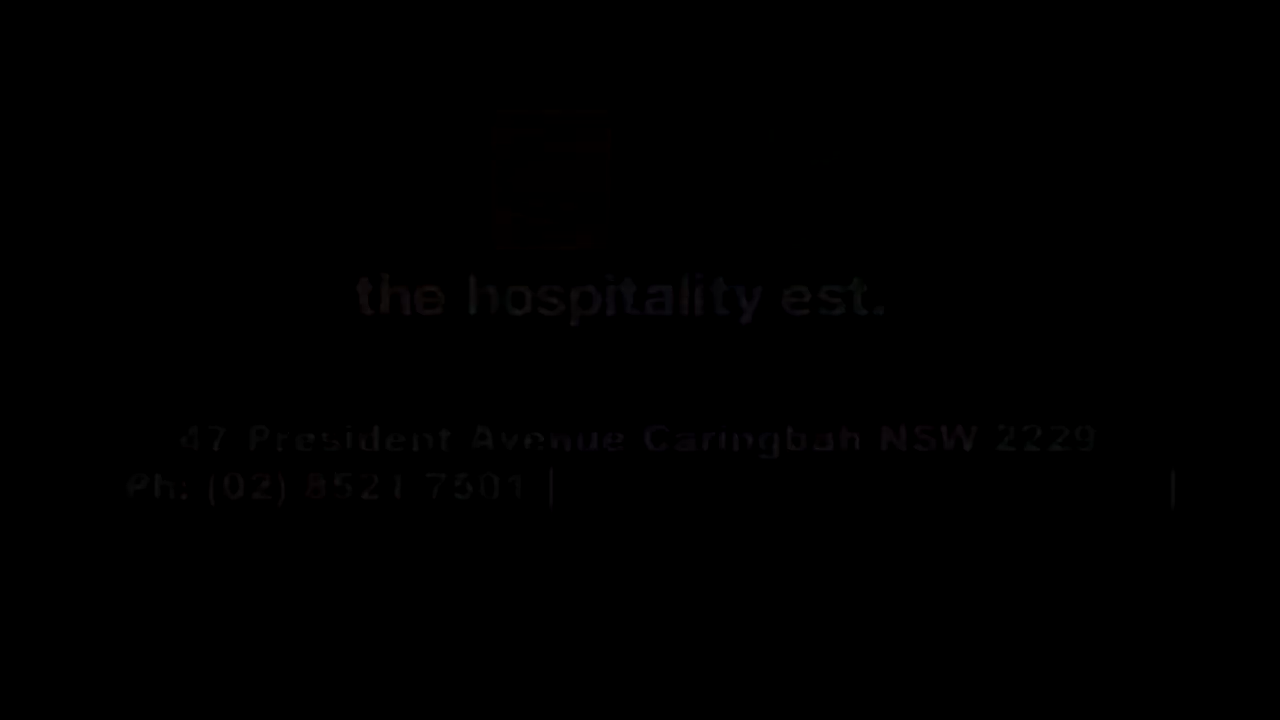 the hospitality est.
47 President Avenue Caringbah NSW 2229
Ph: (02) 8521 7501 | |